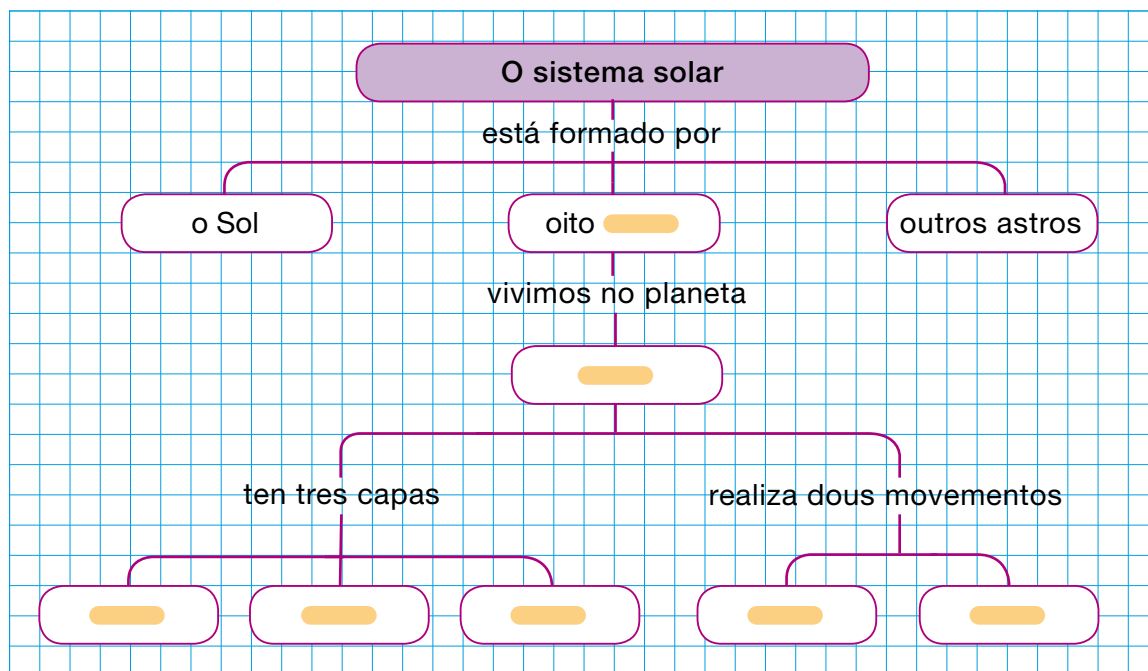 O sistema solar
está formado por
o Sol
oito
outros astros
vivimos no planeta
ten tres capas
realiza dous movementos